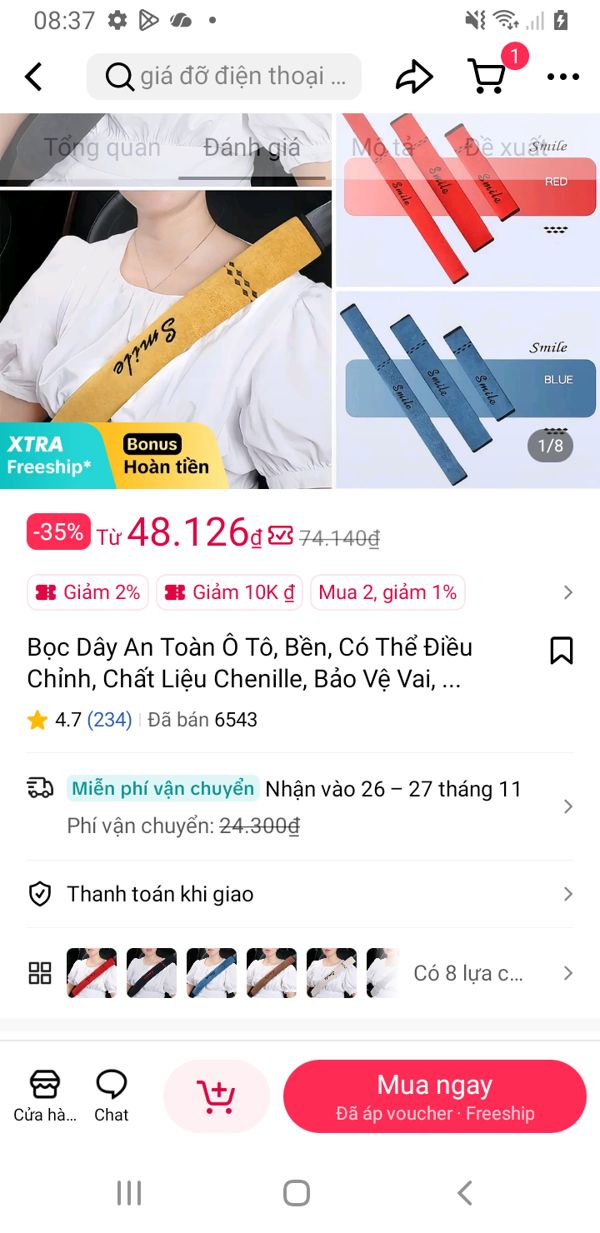 08:37
giá đỡ điện thoại ...
1
Tổng quan
Đánh giá
Mô tả
Đề xuất
Smile
RED
Smile
Smile
Smile
Smile
Smile
BLUE
Smile
Smile
Smile
XTRA
Freeship*
Bonus
Hoàn tiền
1/8
-35% Từ 48.126₫ 74.140₫
Giảm 2%
Giảm 10K ₫
Mua 2, giảm 1%
Bọc Dây An Toàn Ô Tô, Bền, Có Thể Điều
Chỉnh, Chất Liệu Chenille, Bảo Vệ Vai, ...
4.7 (234) Đã bán 6543
Miễn phí vận chuyển Nhận vào 26 – 27 tháng 11
Phí vận chuyển: 24.300₫
Thanh toán khi giao
Có 8 lựa c...
Cửa hà...
Chat
Mua ngay
Đã áp voucher · Freeship